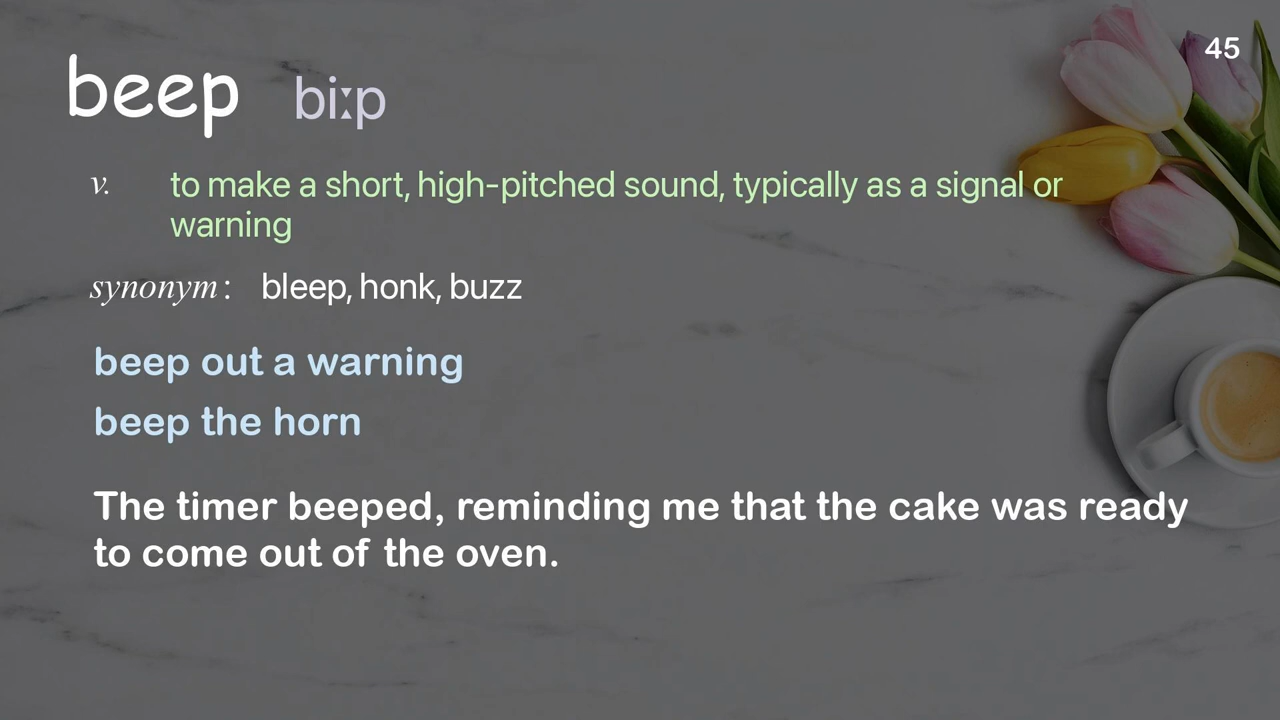 45
beep biːp
v. to make a short, high-pitched sound, typically as a signal or
warning
synonym: bleep, honk, buzz
beep out a warning
beep the horn
The timer beeped, reminding me that the cake was ready
to come out of the oven.